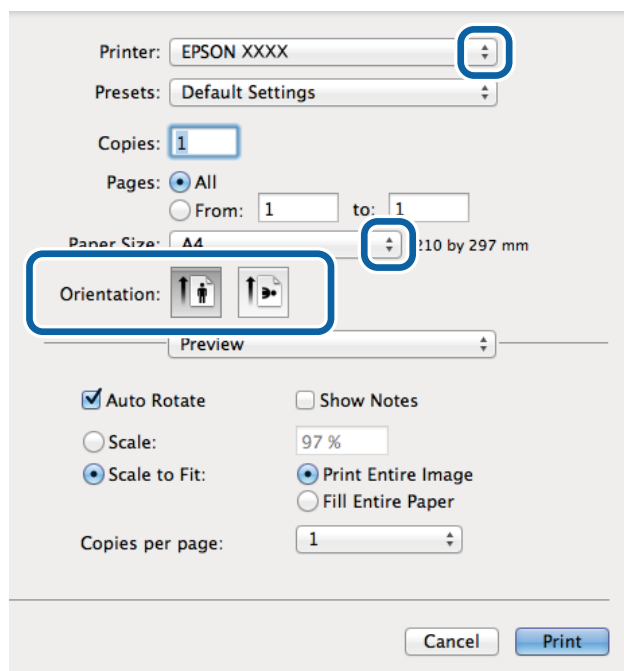 Printer: EPSON XXXX
Presets: Default Settings
Copies: 1
Pages: All
From: 1 to: 1
Paper Size: A4 210 by 297 mm
Orientation:
Preview
Auto Rotate Show Notes
Scale: 97 %
Scale to Fit: Print Entire Image
Fill Entire Paper
Copies per page: 1
Cancel Print